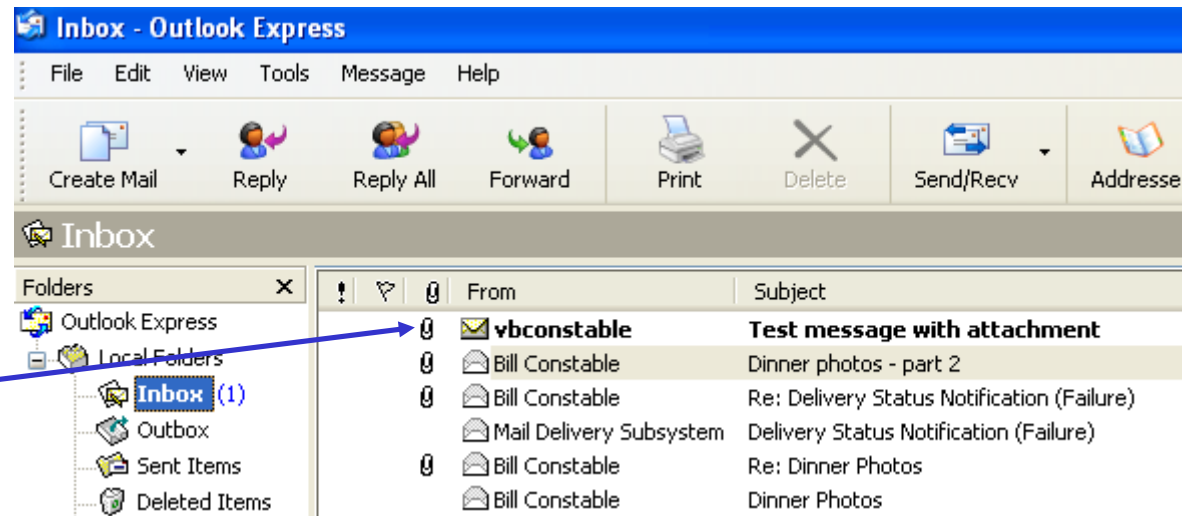 Inbox - Outlook Expre
File Edit View Tools Message Help
Create Mail Reply Reply All Forward Print Delete Send/Recv Addresse
Inbox
Folders X ! From Subject
Outlook Express vbconstable Test message with attachment
Local Folders Bill Constable Dinner photos - part 2
Inbox (1) Bill Constable Re: Delivery Status Notification (Failure)
Outbox Mail Delivery Subsystem Delivery Status Notification (Failure)
Sent Items Bill Constable Re: Dinner Photos
Deleted Items Bill Constable Dinner Photos